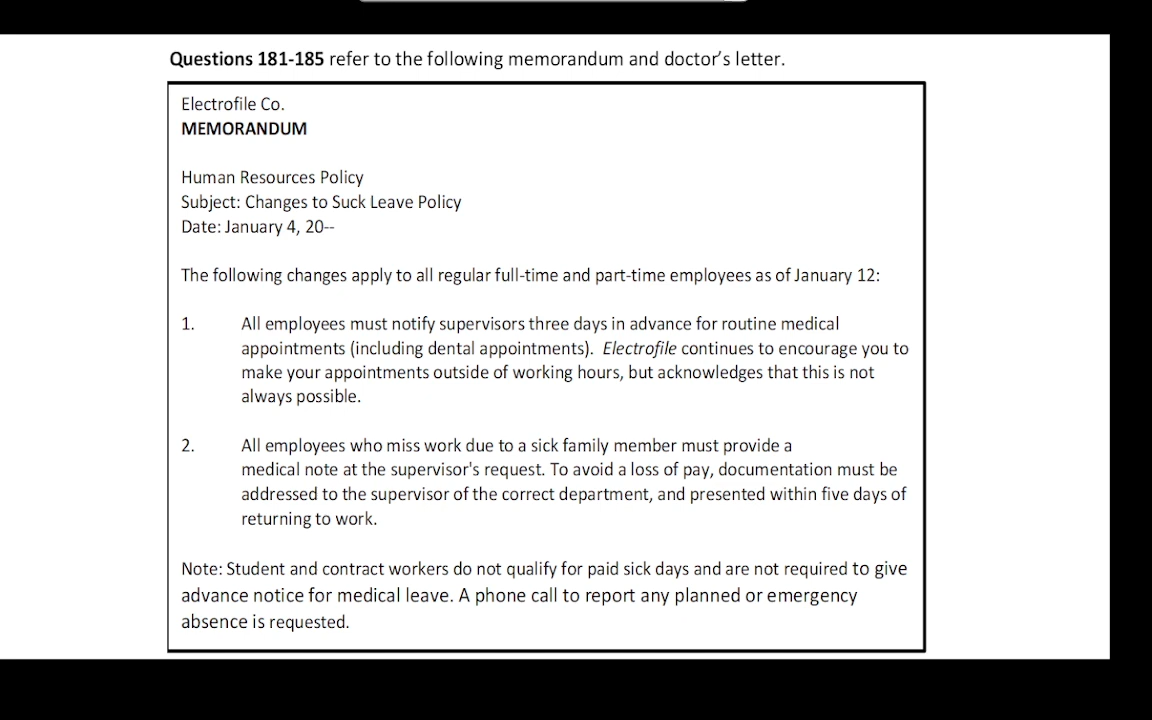 Questions 181-185 refer to the following memorandum and doctor's letter.
Electrofile Co.
MEMORANDUM
Human Resources Policy
Subject: Changes to Suck Leave Policy
Date: January 4, 20--
The following changes apply to all regular full-time and part-time employees as of January 12:
1. All employees must notify supervisors three days in advance for routine medical
appointments (including dental appointments). Electrofile continues to encourage you to
make your appointments outside of working hours, but acknowledges that this is not
always possible.
2. All employees who miss work due to a sick family member must provide a
medical note at the supervisor's request. To avoid a loss of pay, documentation must be
addressed to the supervisor of the correct department, and presented within five days of
returning to work.
Note: Student and contract workers do not qualify for paid sick days and are not required to give
advance notice for medical leave. A phone call to report any planned or emergency
absence is requested.